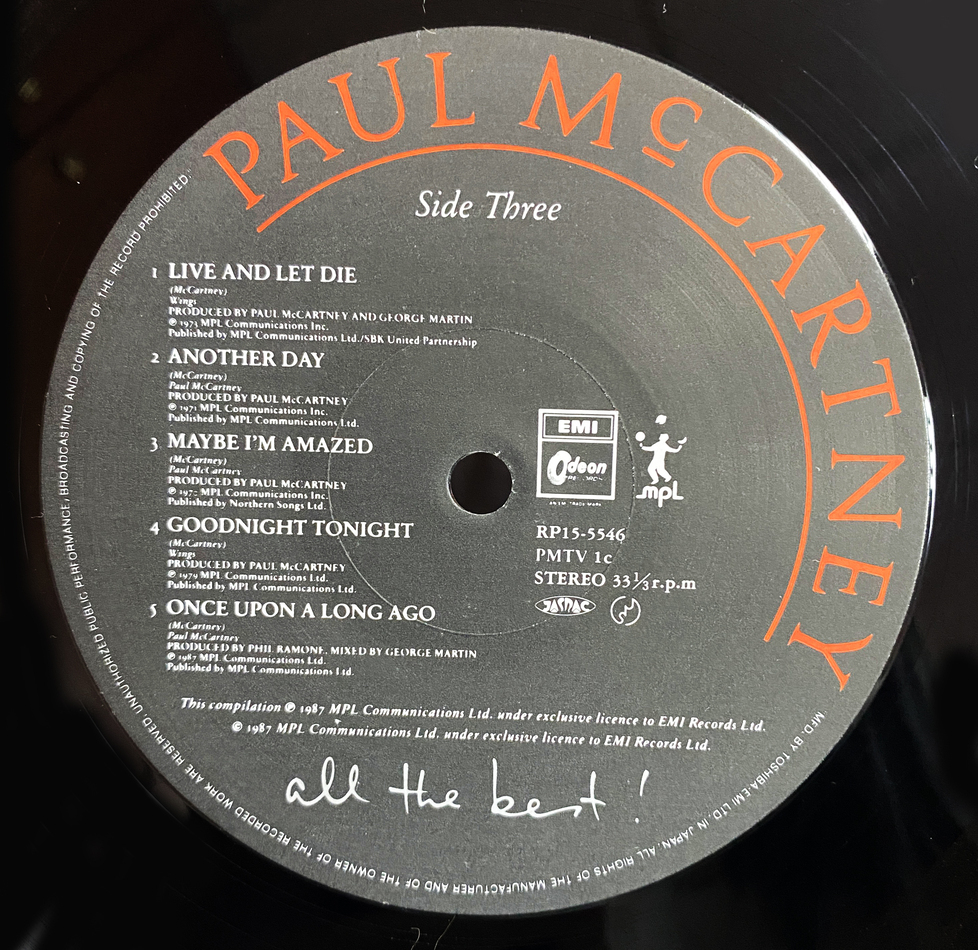 PAUL McCARTNEY
Side Three
1 LIVE AND LET DIE
(McCartney)
Wings
PRODUCED BY PAUL McCARTNEY AND GEORGE MARTIN
℗ 1973 MPL Communications Inc.
Published by MPL Communications Ltd./SBK United Partnership
2 ANOTHER DAY
(McCartney)
Paul McCartney
PRODUCED BY PAUL McCARTNEY
℗ 1971 MPL Communications Inc.
Published by MPL Communications Ltd.
3 MAYBE I'M AMAZED
(McCartney)
Paul McCartney
PRODUCED BY PAUL McCARTNEY
℗ MPL Communications Inc.
Published by Northern Songs Ltd.
4 GOODNIGHT TONIGHT
(McCartney)
Wings
PRODUCED BY PAUL McCARTNEY
℗ 1979 MPL Communications Ltd.
Published by MPL Communications Ltd.
5 ONCE UPON A LONG AGO
(McCartney)
Paul McCartney
PRODUCED BY PHIL RAMONE, MIXED BY GEORGE MARTIN
℗ 1987 MPL Communications Ltd.
Published by MPL Communications Ltd.
EMI
Odeon
mpl
RP15-5546
PMTV 1c
STEREO 33⅓ r.p.m
JASRAC
This compilation ℗ 1987 MPL Communications Ltd. under exclusive licence to EMI Records Ltd.
© 1987 MPL Communications Ltd. under exclusive licence to EMI Records Ltd.
all the best!
MFD. BY TOSHIBA-EMI LTD. IN JAPAN. ALL RIGHTS OF THE MANUFACTURER AND OF THE OWNER OF THE RECORDED WORK ARE RESERVED. UNAUTHORIZED PUBLIC PERFORMANCE, BROADCASTING AND COPYING OF THE RECORD PROHIBITED.